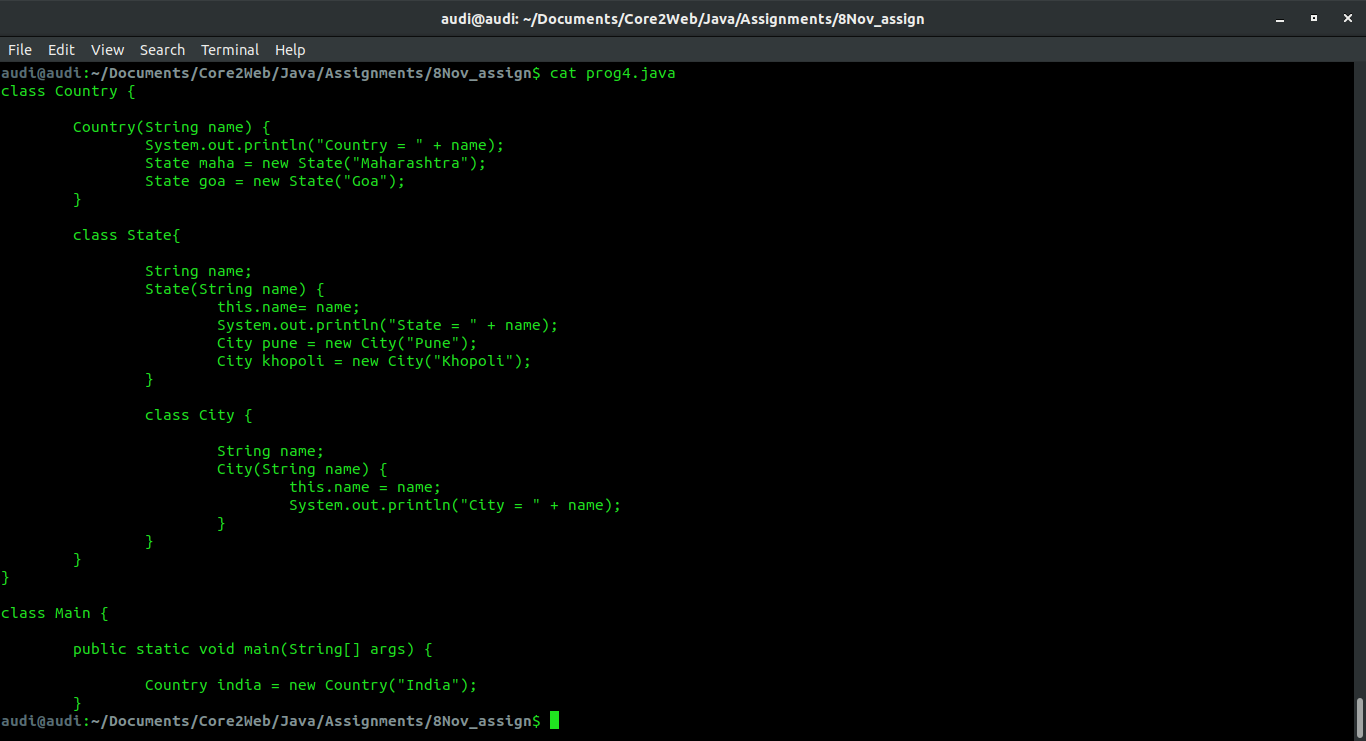 audi@audi: ~/Documents/Core2Web/Java/Assignments/8Nov_assign
File Edit View Search Terminal Help
audi@audi:~/Documents/Core2Web/Java/Assignments/8Nov_assign$ cat prog4.java
class Country {

        Country(String name) {
                System.out.println("Country = " + name);
                State maha = new State("Maharashtra");
                State goa = new State("Goa");
        }

        class State{

                String name;
                State(String name) {
                        this.name= name;
                        System.out.println("State = " + name);
                        City pune = new City("Pune");
                        City khopoli = new City("Khopoli");
                }

                class City {

                        String name;
                        City(String name) {
                                this.name = name;
                                System.out.println("City = " + name);
                        }
                }
        }
}

class Main {

        public static void main(String[] args) {

                Country india = new Country("India");
        }
audi@audi:~/Documents/Core2Web/Java/Assignments/8Nov_assign$